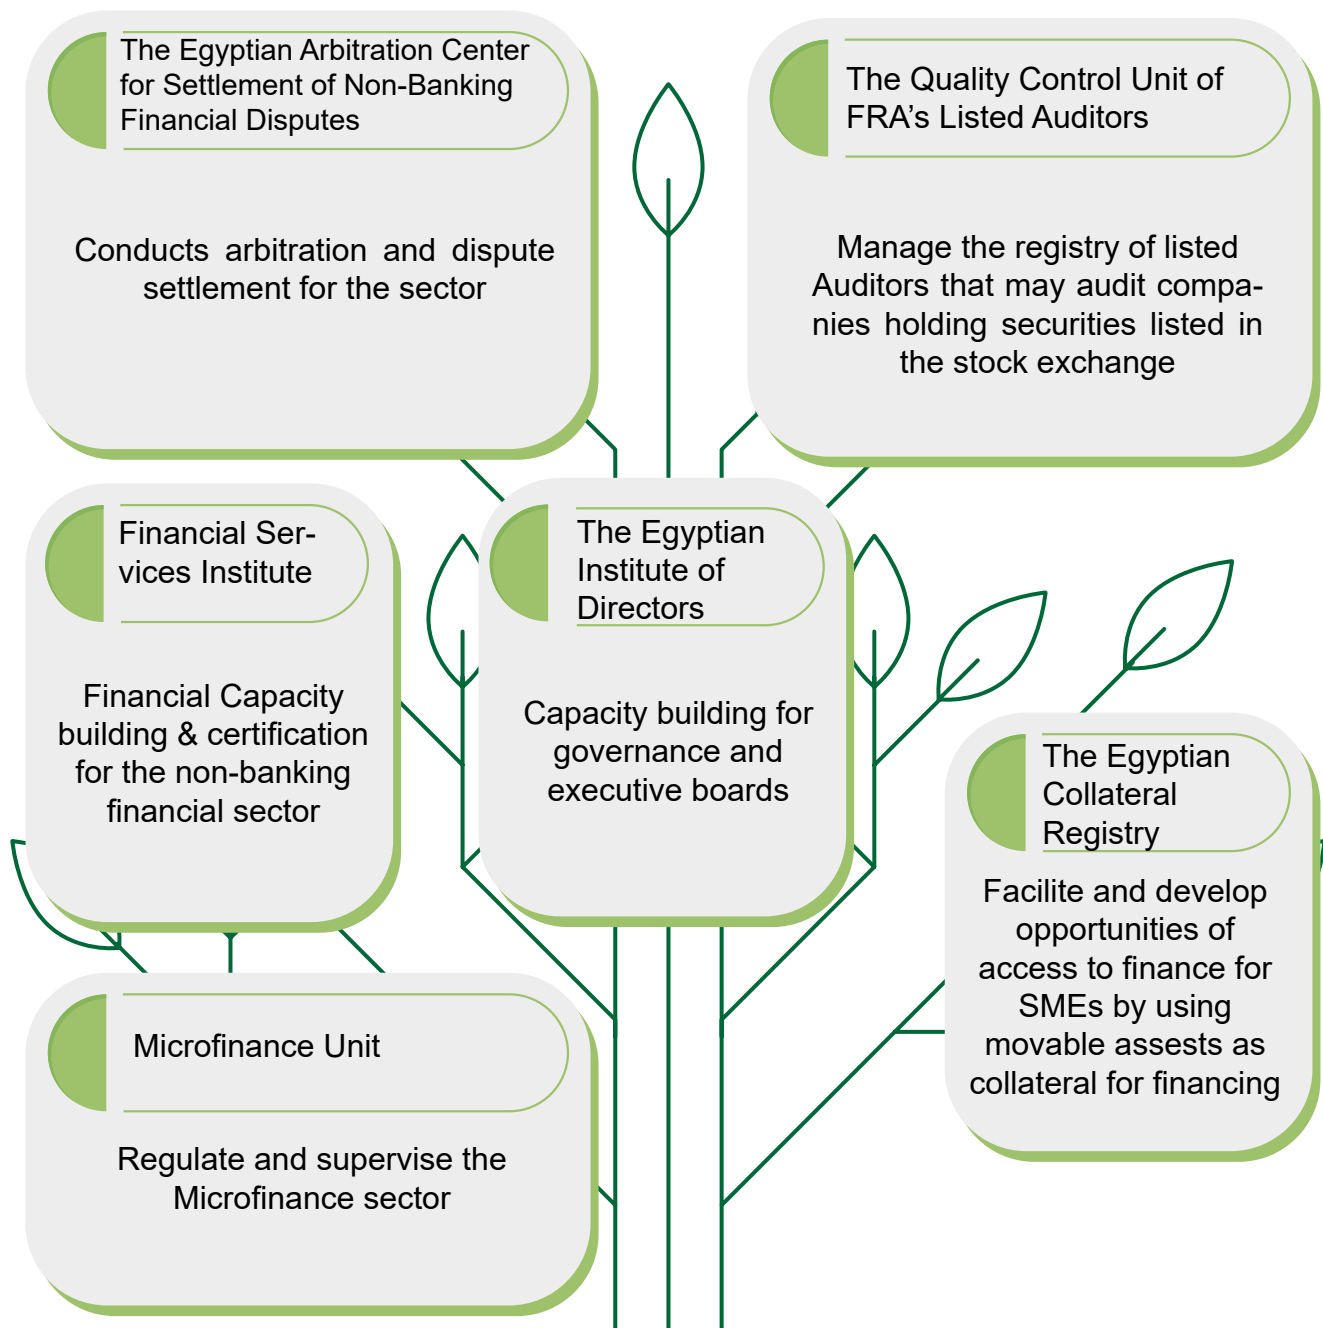 The Egyptian Arbitration Center
for Settlement of Non-Banking
Financial Disputes
Conducts arbitration and dispute
settlement for the sector
The Quality Control Unit of
FRA’s Listed Auditors
Manage the registry of listed
Auditors that may audit compa-
nies holding securities listed in
the stock exchange
Financial Ser-
vices Institute
Financial Capacity
building & certification
for the non-banking
financial sector
The Egyptian
Institute of
Directors
Capacity building for
governance and
executive boards
The Egyptian
Collateral
Registry
Facilite and develop
opportunities of
access to finance for
SMEs by using
movable assests as
collateral for financing
Microfinance Unit
Regulate and supervise the
Microfinance sector